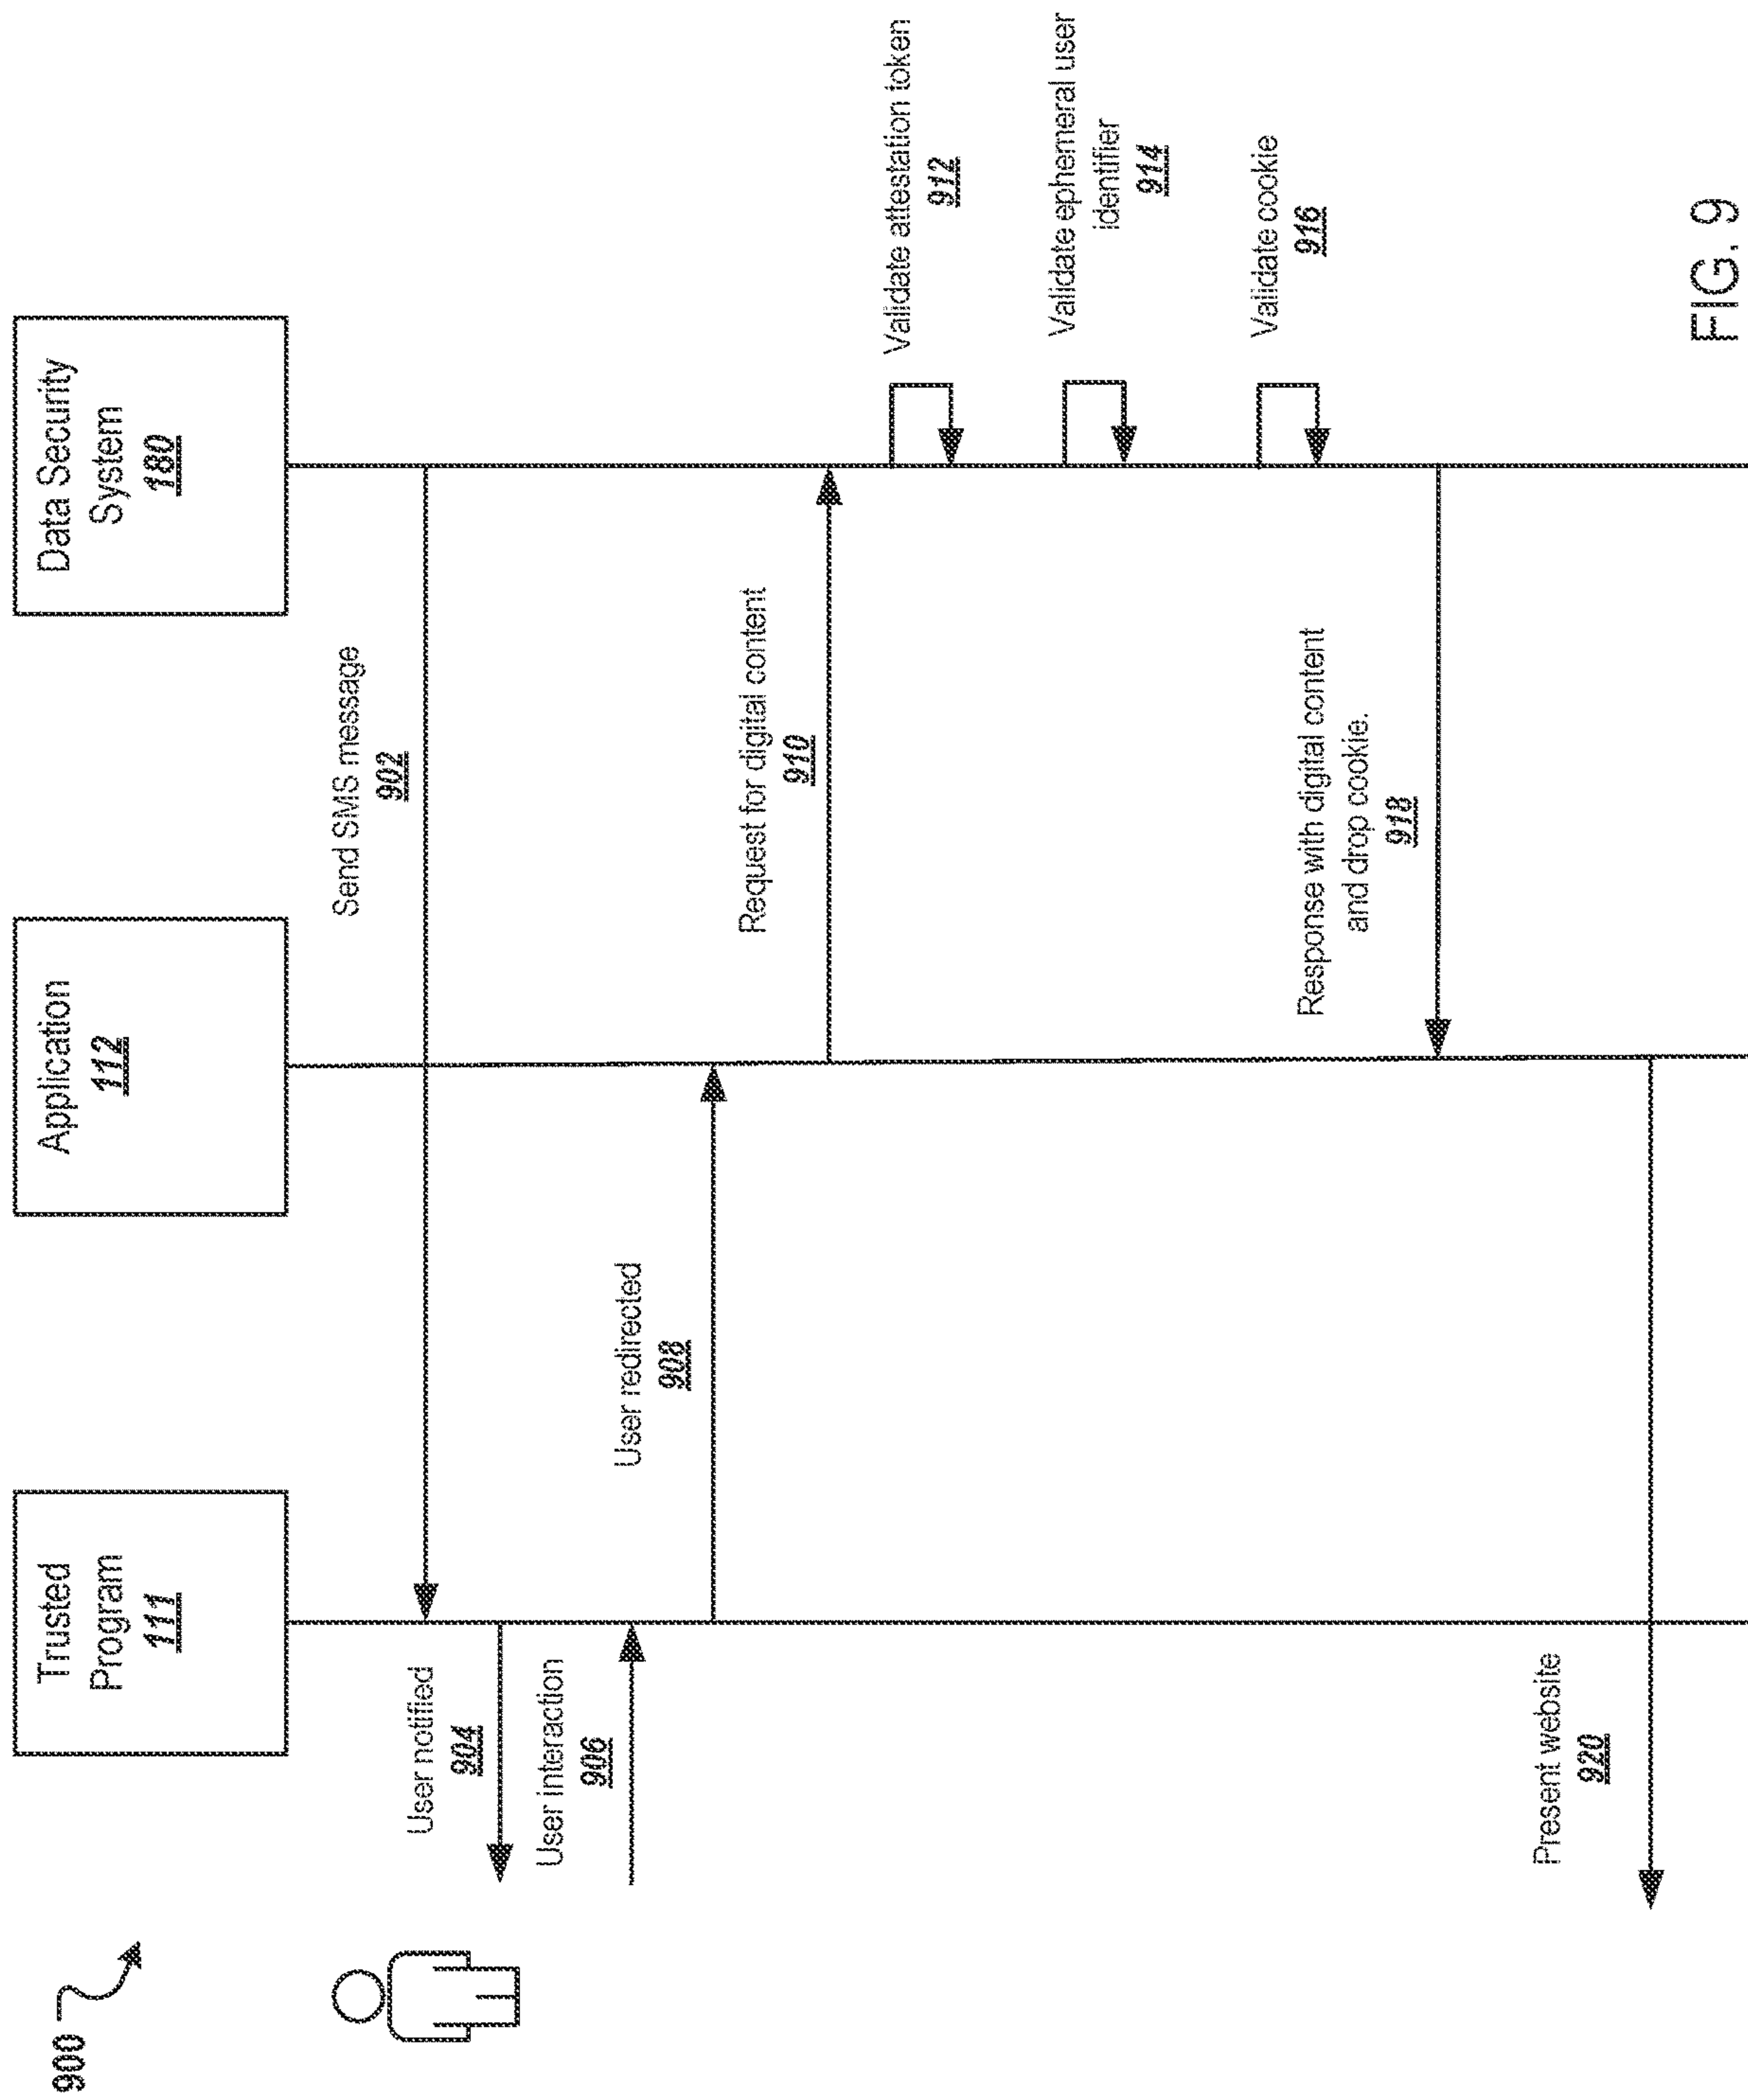 900
Trusted
Program
111
Application
112
Data Security
System
180
Send SMS message
902
User notified
904
User interaction
906
User redirected
908
Request for digital content
910
Validate attestation token
912
Validate ephemeral user
identifier
914
Validate cookie
916
Response with digital content
and drop cookie.
918
Present website
920
FIG. 9